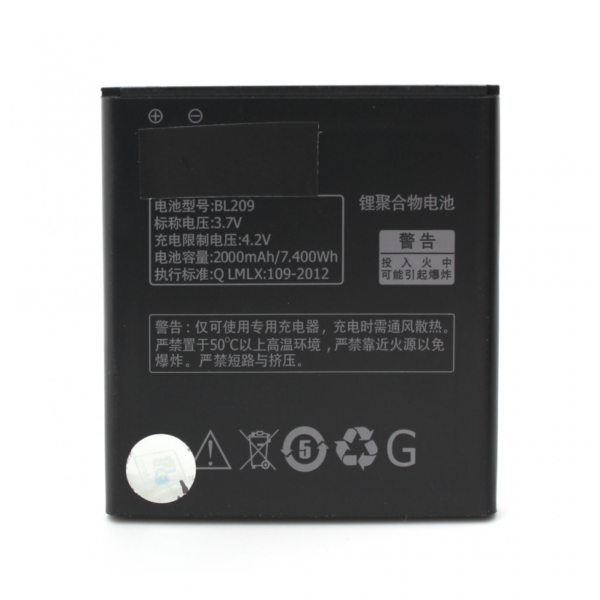 ⊕ ⊖
电池型号:BL209
标称电压:3.7V
充电限制电压:4.2V
电池容量:2000mAh/7.400Wh
执行标准:Q LMLX:109-2012
锂聚合物电池
警告
投入火中
可能引起爆炸
警告：仅可使用专用充电器，充电时需通风散热。
严禁置于50°C以上高温环境，严禁靠近火源以免
爆炸。严禁短路与挤压。
5
G